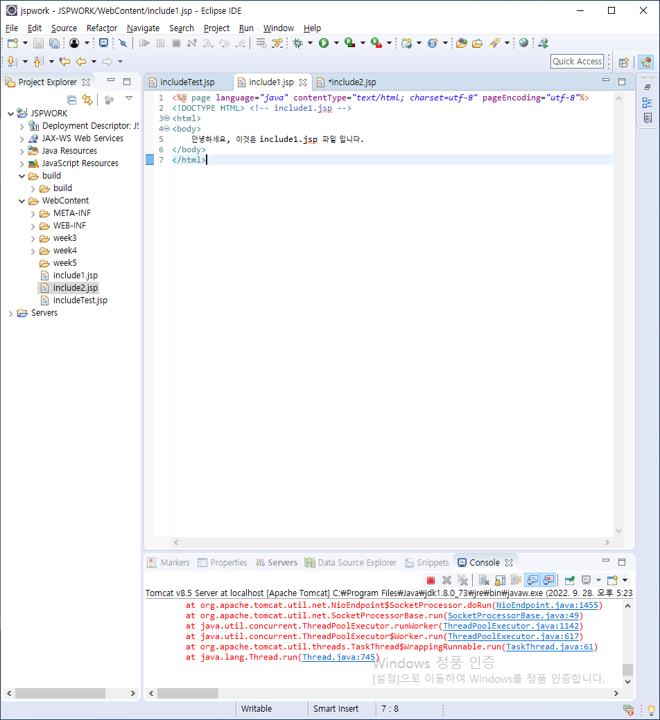 jspwork - JSPWORK/WebContent/include1.jsp - Eclipse IDE
File Edit Source Refactor Navigate Search Project Run Window Help
Quick Access
Project Explorer
includeTest.jsp include1.jsp *include2.jsp
JSPWORK
Deployment Descriptor: JS
JAX-WS Web Services
Java Resources
JavaScript Resources
build
build
WebContent
META-INF
WEB-INF
week3
week4
week5
include1.jsp
include2.jsp
includeTest.jsp
Servers
1 <%@ page language="java" contentType="text/html; charset=utf-8" pageEncoding="utf-8"%>
2 <!DOCTYPE HTML> <!-- include1.jsp -->
3 <html>
4 <body>
5 안녕하세요, 이것은 include1.jsp 파일 입니다.
6 </body>
7 </html>
Markers Properties Servers Data Source Explorer Snippets Console
Tomcat v8.5 Server at localhost [Apache Tomcat] C:₩Program Files₩Java₩jdk1.8.0_73₩jre₩bin₩javaw.exe (2022. 9. 28. 오후 5:23
at org.apache.tomcat.util.net.NioEndpoint$SocketProcessor.doRun(NioEndpoint.java:1455)
at org.apache.tomcat.util.net.SocketProcessorBase.run(SocketProcessorBase.java:49)
at java.util.concurrent.ThreadPoolExecutor.runWorker(ThreadPoolExecutor.java:1142)
at java.util.concurrent.ThreadPoolExecutor$Worker.run(ThreadPoolExecutor.java:617)
at org.apache.tomcat.util.threads.TaskThread$WrappingRunnable.run(TaskThread.java:61)
at java.lang.Thread.run(Thread.java:745)
Windows 정품 인증
[설정]으로 이동하여 Windows를 정품 인증합니다.
Writable Smart Insert 7 : 8